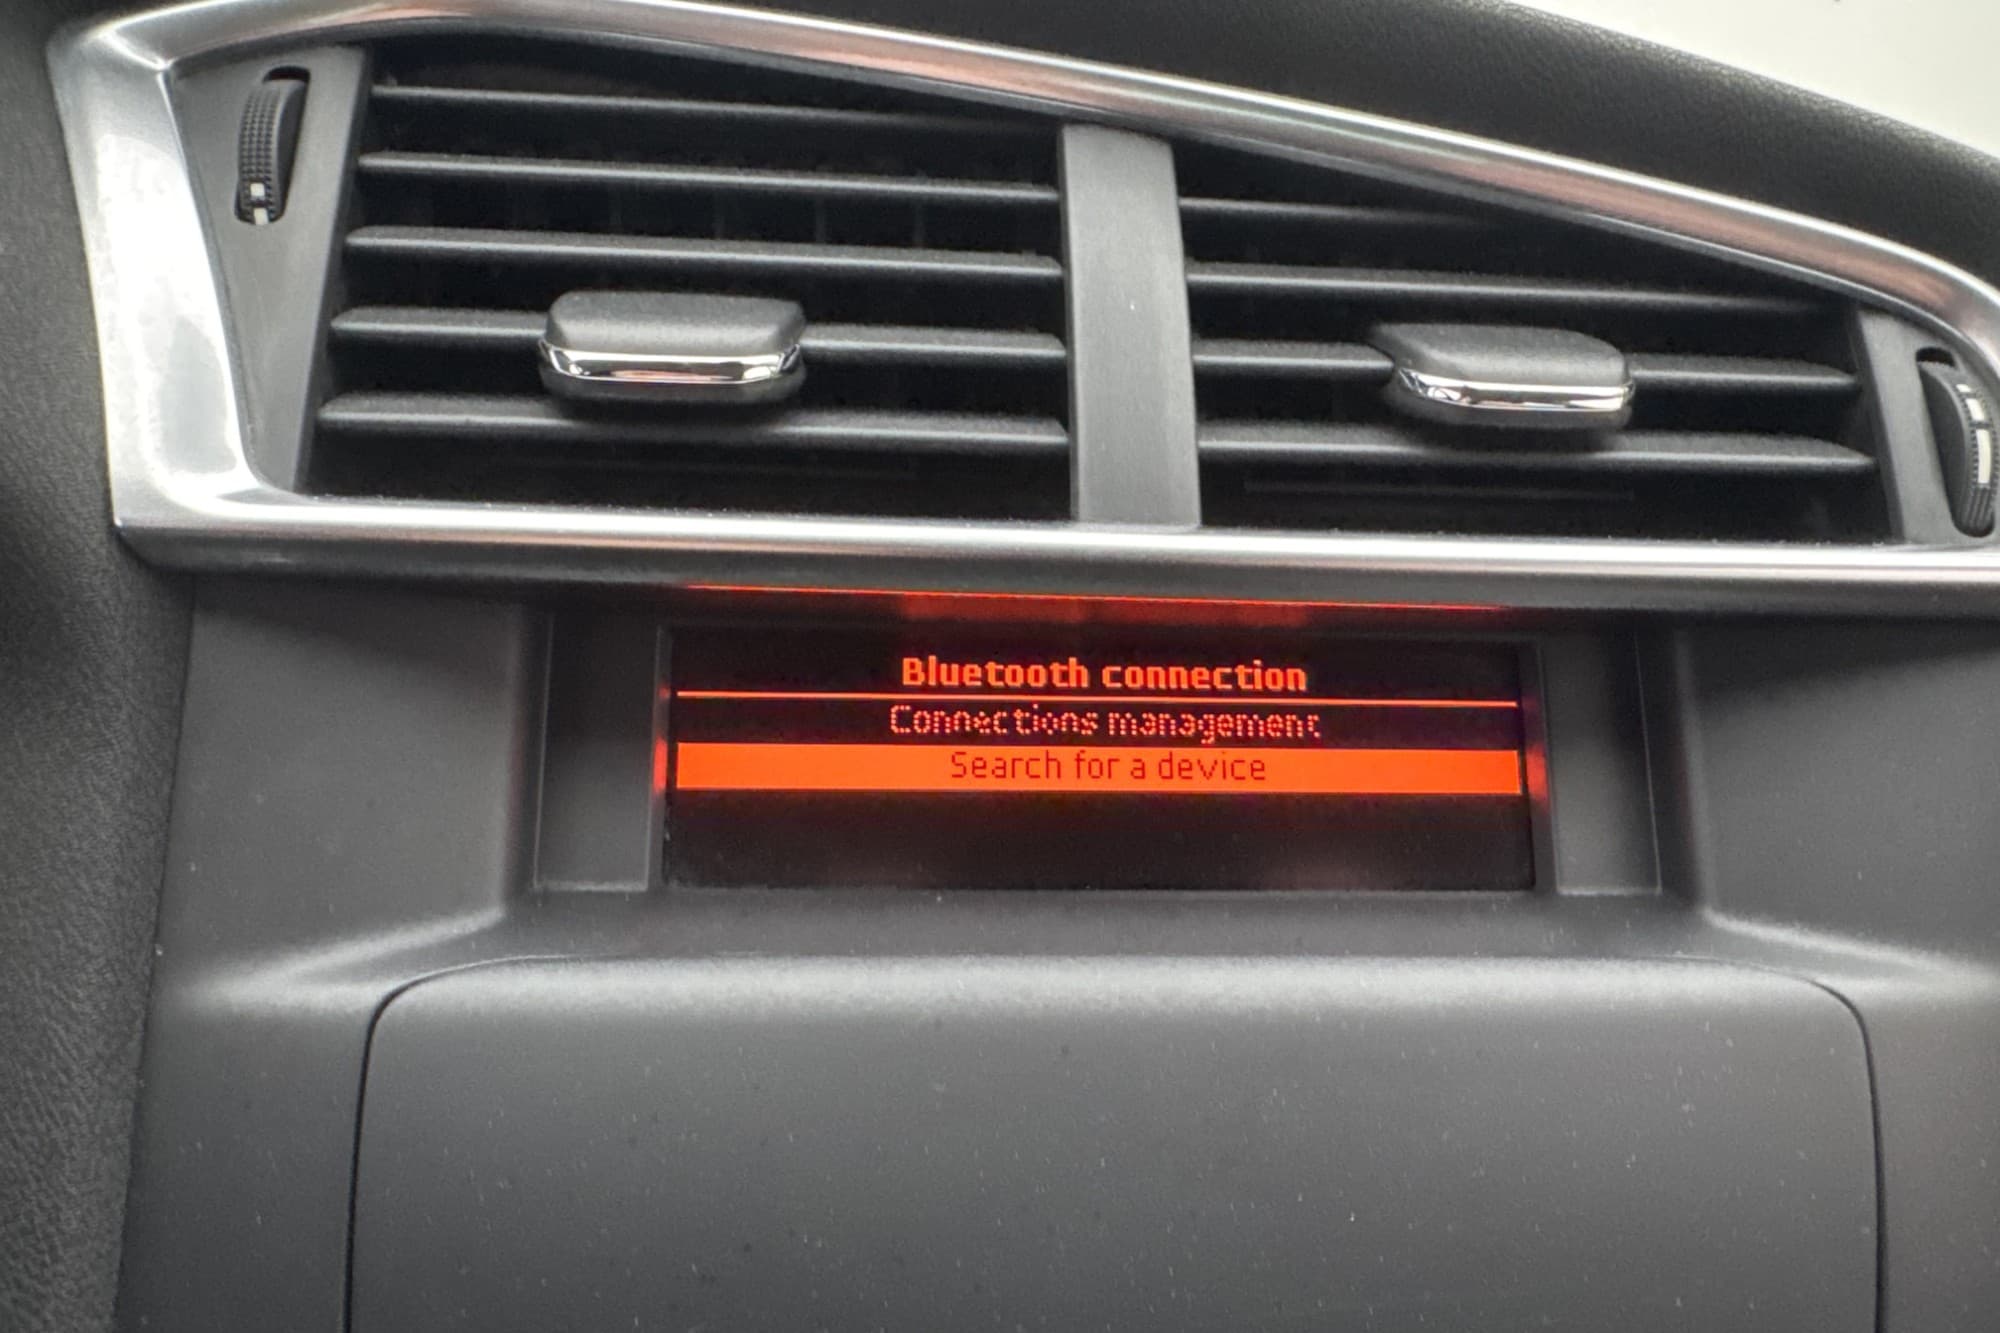 Bluetooth connection
Connections management
Search for a device